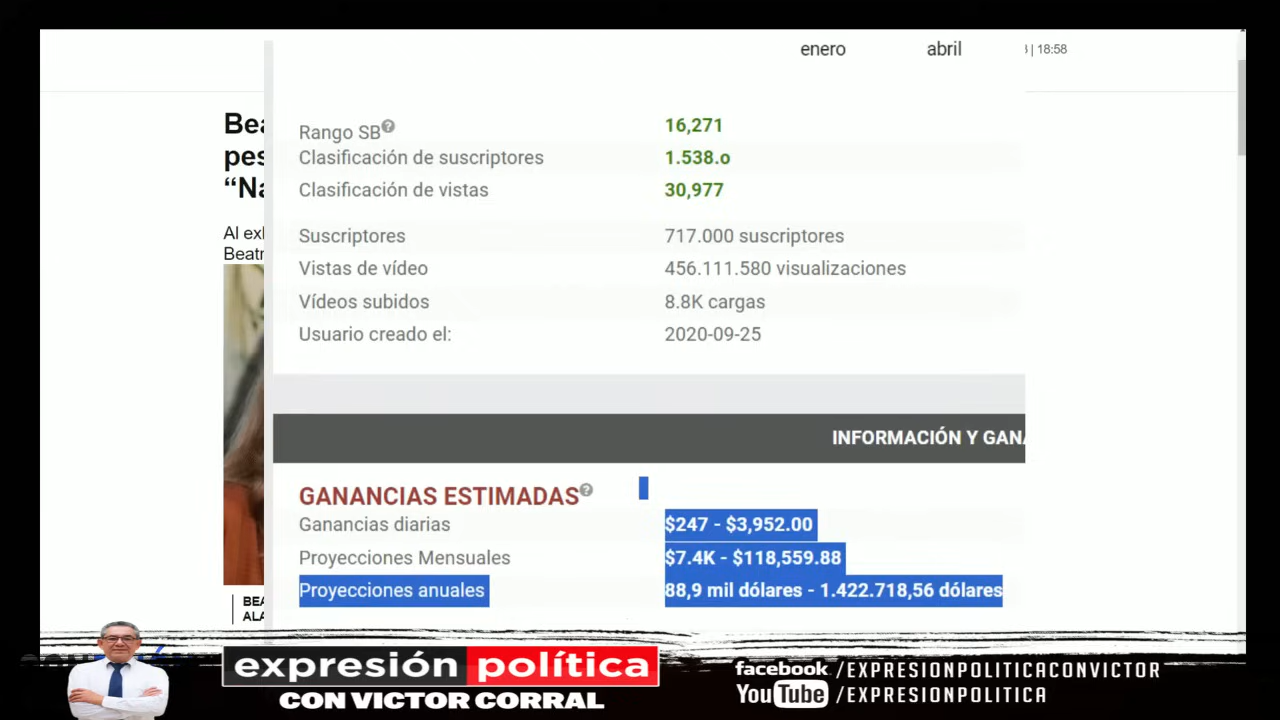 enero abril | 18:58
Bea
pes
“Na
Al exl
Beatr
BEA
ALA
Rango SB?
16,271
Clasificación de suscriptores
1.538.o
Clasificación de vistas
30,977
Suscriptores
717.000 suscriptores
Vistas de vídeo
456.111.580 visualizaciones
Vídeos subidos
8.8K cargas
Usuario creado el:
2020-09-25
INFORMACIÓN Y GANA
GANANCIAS ESTIMADAS?
Ganancias diarias
$247 - $3,952.00
Proyecciones Mensuales
$7.4K - $118,559.88
Proyecciones anuales
88,9 mil dólares - 1.422.718,56 dólares
expresión política
CON VICTOR CORRAL
facebook /EXPRESIONPOLITICACONVICTOR
YouTube /EXPRESIONPOLITICA